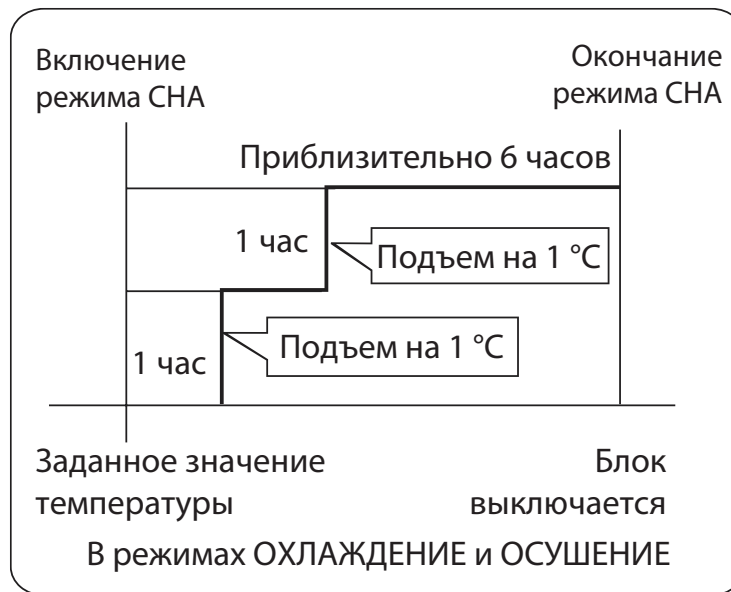 Включение
режима СНА
Окончание
режима СНА
Приблизительно 6 часов
1 час
Подъем на 1 °C
1 час
Подъем на 1 °C
Заданное значение
температуры
Блок
выключается
В режимах ОХЛАЖДЕНИЕ и ОСУШЕНИЕ